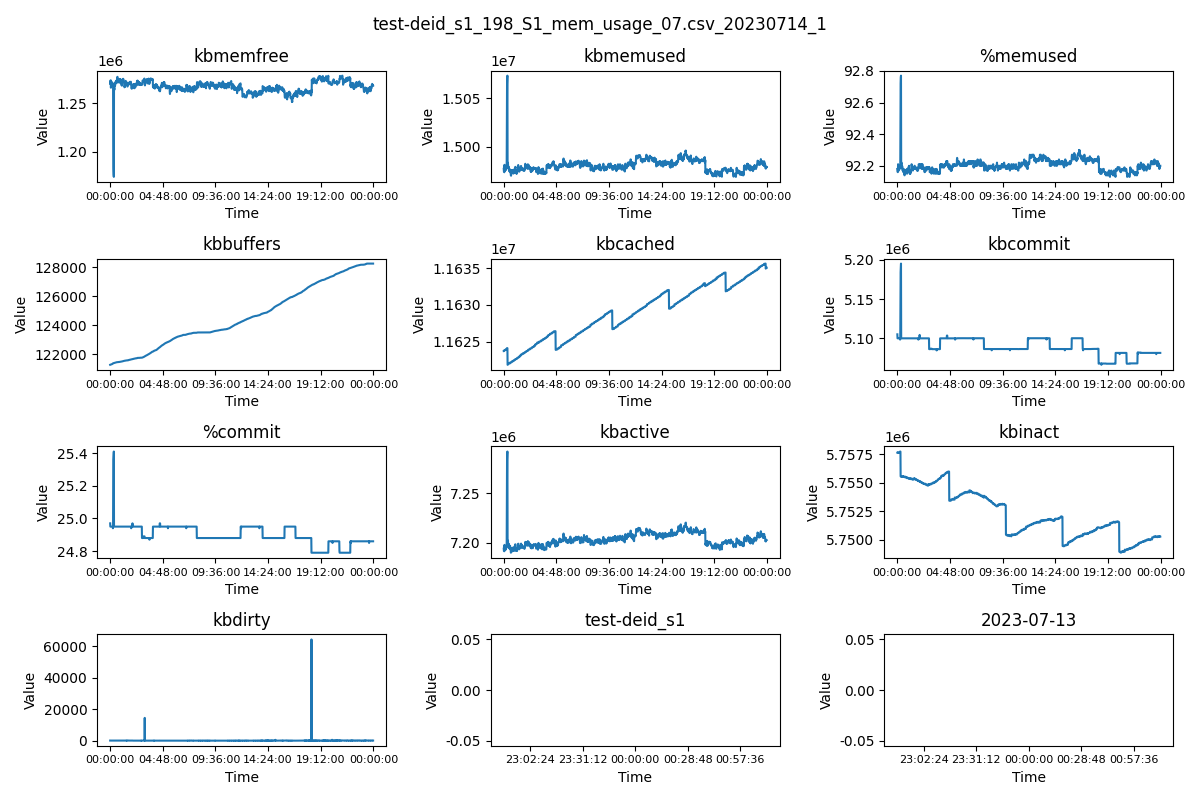 test-deid_s1_198_S1_mem_usage_07.csv_20230714_1
kbmemfree
1e6
1.25
1.20
Value
00:00:00 04:48:00 09:36:00 14:24:00 19:12:00 00:00:00
Time
kbmemused
1e7
1.505
1.500
Value
00:00:00 04:48:00 09:36:00 14:24:00 19:12:00 00:00:00
Time
%memused
92.8
92.6
92.4
92.2
Value
00:00:00 04:48:00 09:36:00 14:24:00 19:12:00 00:00:00
Time
kbbuffers
128000
126000
124000
122000
Value
00:00:00 04:48:00 09:36:00 14:24:00 19:12:00 00:00:00
Time
kbcached
1e7
1.1635
1.1630
1.1625
Value
00:00:00 04:48:00 09:36:00 14:24:00 19:12:00 00:00:00
Time
kbcommit
1e6
5.20
5.15
5.10
Value
00:00:00 04:48:00 09:36:00 14:24:00 19:12:00 00:00:00
Time
%commit
25.4
25.2
25.0
24.8
Value
00:00:00 04:48:00 09:36:00 14:24:00 19:12:00 00:00:00
Time
kbactive
1e6
7.25
7.20
Value
00:00:00 04:48:00 09:36:00 14:24:00 19:12:00 00:00:00
Time
kbinact
1e6
5.7575
5.7550
5.7525
5.7500
Value
00:00:00 04:48:00 09:36:00 14:24:00 19:12:00 00:00:00
Time
kbdirty
60000
40000
20000
0
Value
00:00:00 04:48:00 09:36:00 14:24:00 19:12:00 00:00:00
Time
test-deid_s1
0.05
0.00
-0.05
Value
23:02:24 23:31:12 00:00:00 00:28:48 00:57:36
Time
2023-07-13
0.05
0.00
-0.05
Value
23:02:24 23:31:12 00:00:00 00:28:48 00:57:36
Time